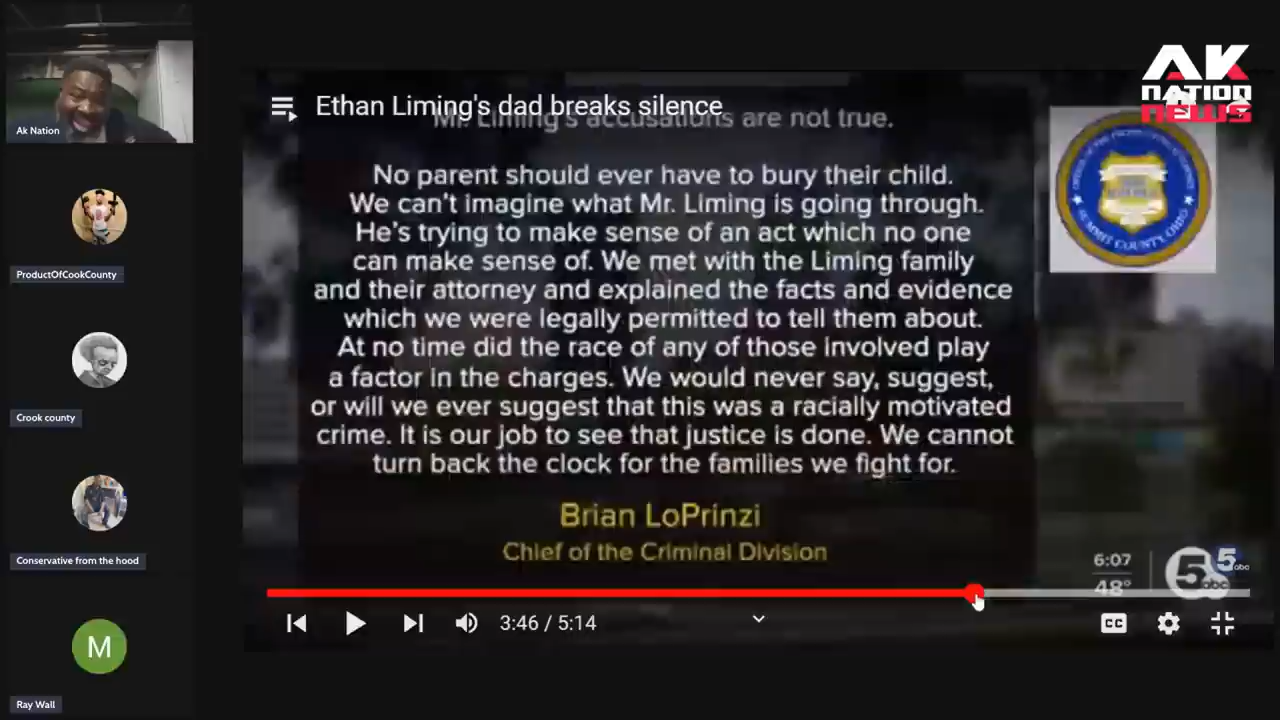 AK
NATION
NEWS
Ak Nation
ProductOfCookCounty
Crook county
Conservative from the hood
M
Ray Wall
Ethan Liming's dad breaks silence
Mr. Liming's accusations are not true.
No parent should ever have to bury their child.
We can't imagine what Mr. Liming is going through.
He's trying to make sense of an act which no one
can make sense of. We met with the Liming family
and their attorney and explained the facts and evidence
which we were legally permitted to tell them about.
At no time did the race of any of those involved play
a factor in the charges. We would never say, suggest,
or will we ever suggest that this was a racially motivated
crime. It is our job to see that justice is done. We cannot
turn back the clock for the families we fight for.
Brian LoPrinzi
Chief of the Criminal Division
SUMMIT COUNTY, OHIO
6:07
48°
5 abc
5 abc
3:46 / 5:14
CC